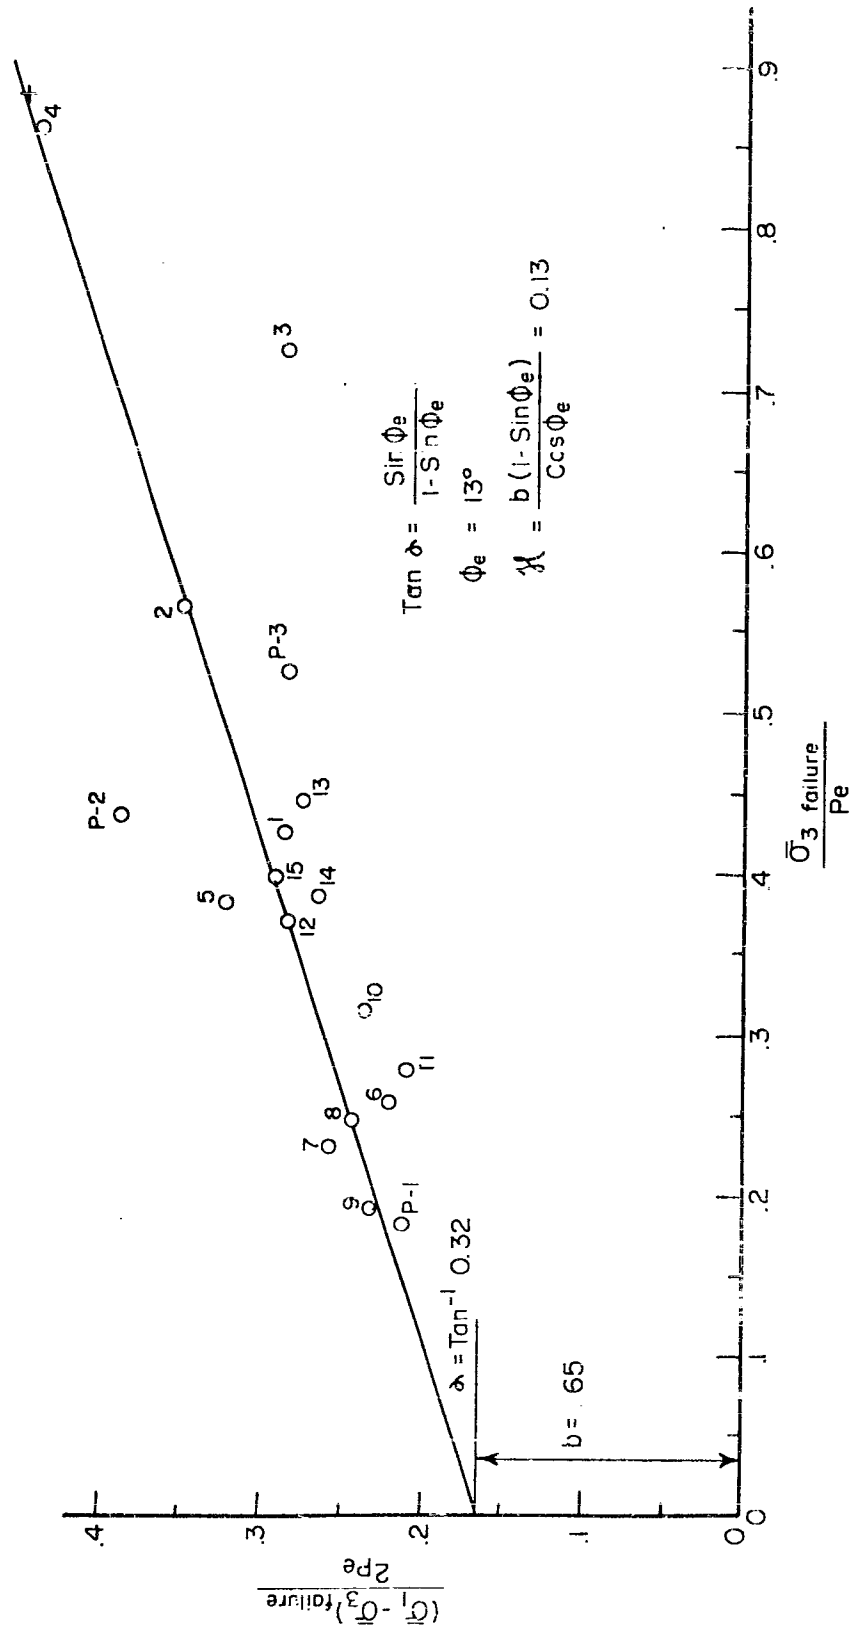 (σ̄₁ - σ̄₃) failure
2Pe
.4
.3
.2
.1
0
0
.1
.2
.3
.4
.5
.6
.7
.8
.9
σ̄₃ failure
Pe
b = .65
α = Tan⁻¹ 0.32
P-1
9
7
8
6
11
10
12
14
15
5
1
13
P-2
P-3
2
3
4
Tan α = Sin Φe
1 - Sin Φe
Φe = 13°
ℋ = b (1 - Sin Φe) = 0.13
Cos Φe